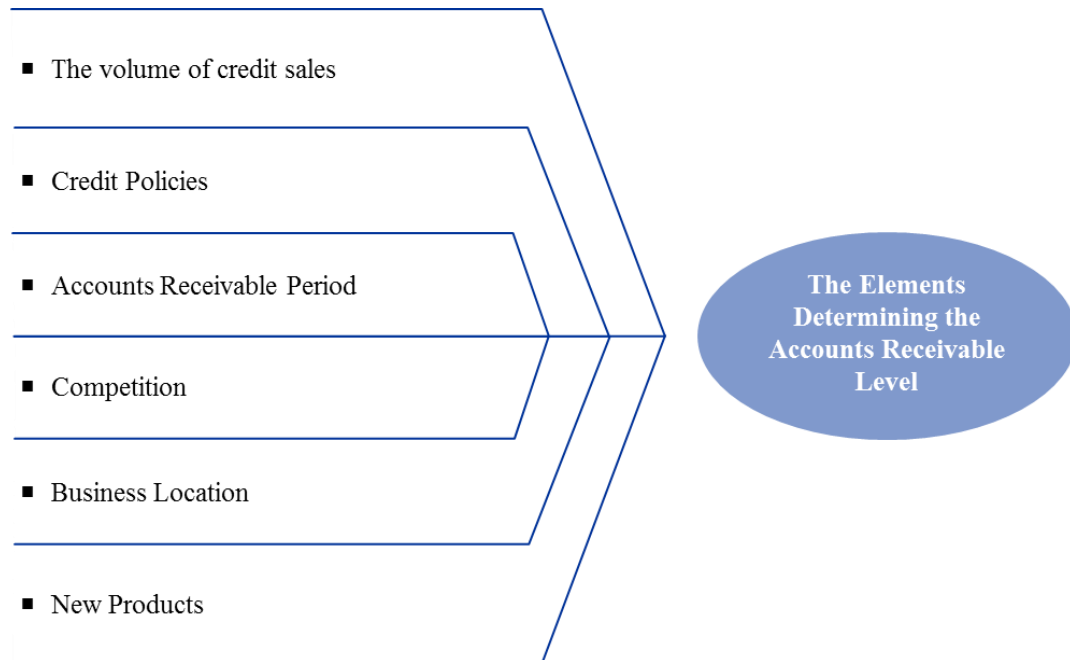 The volume of credit sales
Credit Policies
Accounts Receivable Period
Competition
Business Location
New Products
The Elements
Determining the
Accounts Receivable
Level